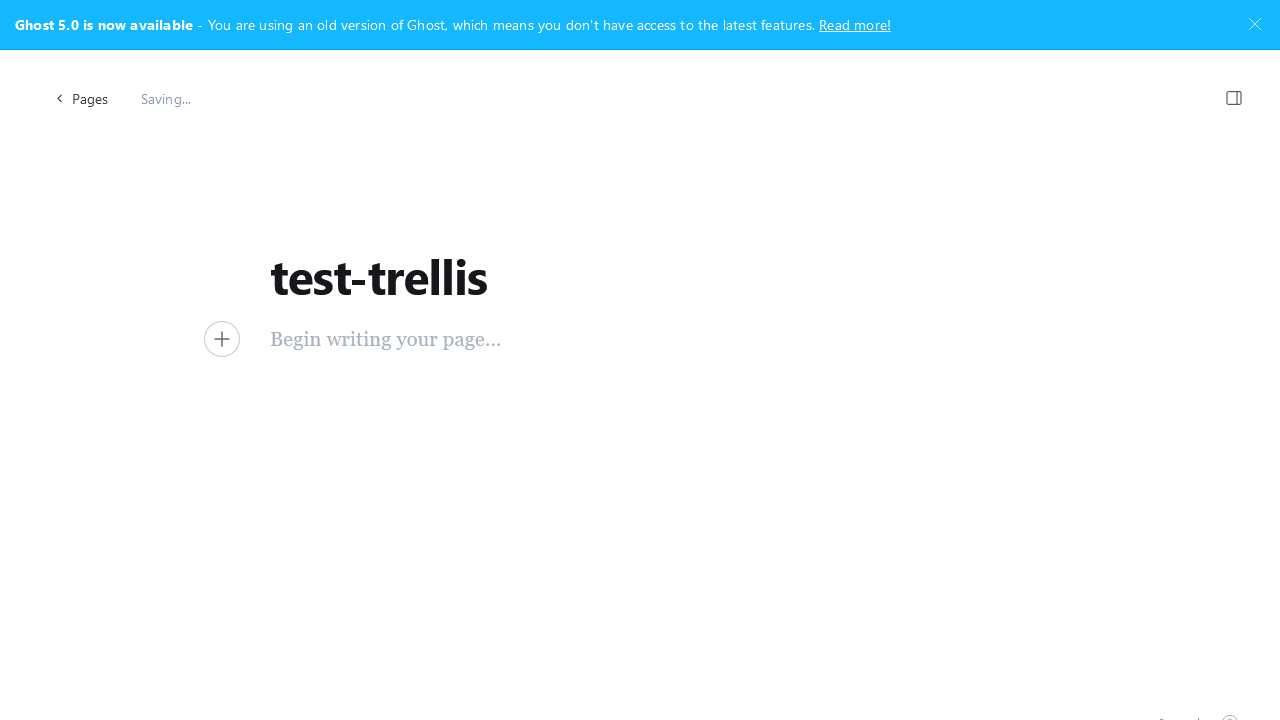 Ghost 5.0 is now available - You are using an old version of Ghost, which means you don't have access to the latest features. Read more!
Pages
Saving...
test-trellis
Begin writing your page...